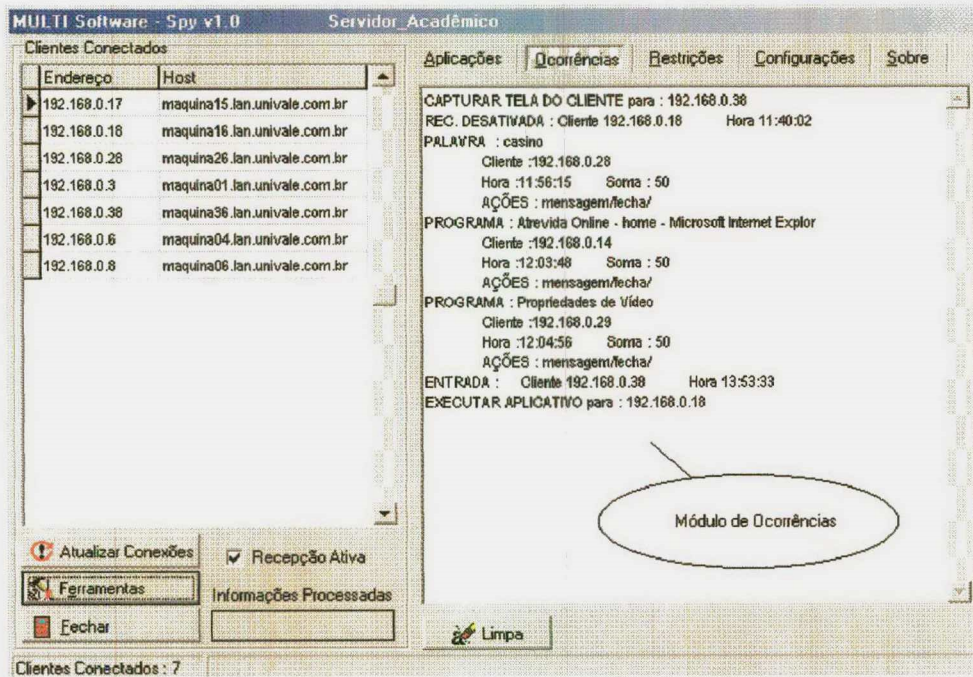 MULTI Software - Spy v1.0 Servidor_Acadêmico
Clientes Conectados
Endereço Host
192.168.0.17 maquina15.lan.univale.com.br
192.168.0.18 maquina16.lan.univale.com.br
192.168.0.28 maquina26.lan.univale.com.br
192.168.0.3 maquina01.lan.univale.com.br
192.168.0.38 maquina36.lan.univale.com.br
192.168.0.6 maquina04.lan.univale.com.br
192.168.0.8 maquina06.lan.univale.com.br
Atualizar Conexões
Recepção Ativa
Ferramentas
Informações Processadas
Fechar
Clientes Conectados : 7
Aplicações Ocorrências Restrições Configurações Sobre
CAPTURAR TELA DO CLIENTE para : 192.168.0.38
REC. DESATIVADA : Cliente 192.168.0.18 Hora 11:40:02
PALAVRA : casino
Cliente :192.168.0.28
Hora :11:56:15 Soma : 50
AÇÕES : mensagem/fecha/
PROGRAMA : Atrevida Online - home - Microsoft Internet Explor
Cliente :192.168.0.14
Hora :12:03:48 Soma : 50
AÇÕES : mensagem/fecha/
PROGRAMA : Propriedades de Vídeo
Cliente :192.168.0.29
Hora :12:04:56 Soma : 50
AÇÕES : mensagem/fecha/
ENTRADA : Cliente 192.168.0.38 Hora 13:53:33
EXECUTAR APLICATIVO para : 192.168.0.18
Módulo de Ocorrências
Limpa